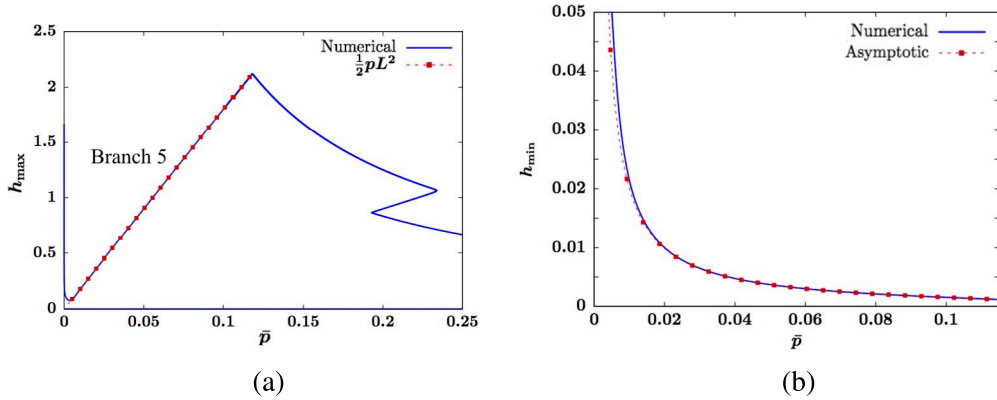 2.5
2
1.5
1
0.5
0
h_max
Numerical
½pL²
Branch 5
0 0.05 0.1 0.15 0.2 0.25
p̄
(a)
0.05
0.04
0.03
0.02
0.01
0
h_min
Numerical
Asymptotic
0 0.02 0.04 0.06 0.08 0.1
p̄
(b)